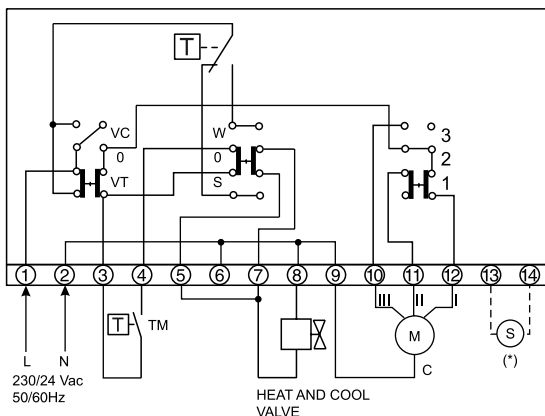 T
VC
0
VT
W
0
S
3
2
1
1 2 3 4 5 6 7 8 9 10 11 12 13 14
L
N
230/24 Vac
50/60Hz
T
TM
HEAT AND COOL
VALVE
III
II
I
M
C
S
(*)